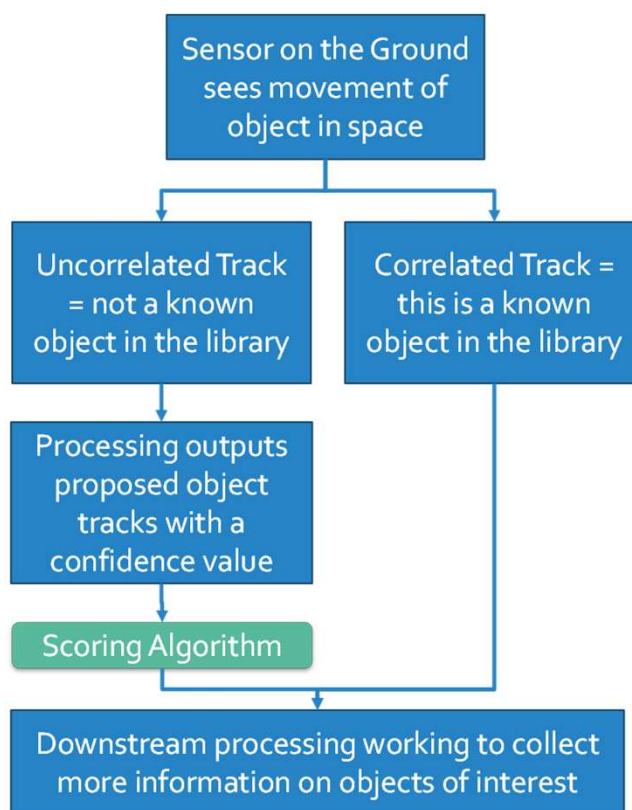 Sensor on the Ground
sees movement of
object in space
Uncorrelated Track
= not a known
object in the library
Correlated Track =
this is a known
object in the library
Processing outputs
proposed object
tracks with a
confidence value
Scoring Algorithm
Downstream processing working to collect
more information on objects of interest